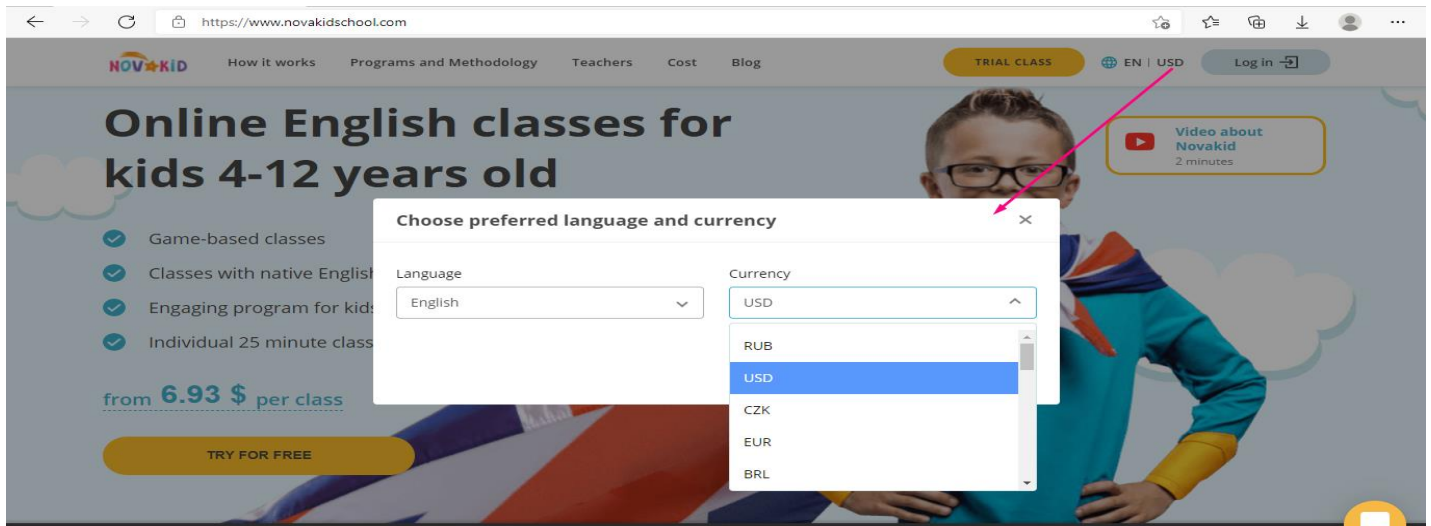 https://www.novakidschool.com
NOVAKID
How it works
Programs and Methodology
Teachers
Cost
Blog
TRIAL CLASS
EN | USD
Log in
Online English classes for
kids 4-12 years old
Video about
Novakid
2 minutes
Choose preferred language and currency
Game-based classes
Classes with native English
Engaging program for kids
Individual 25 minute class
from 6.93 $ per class
TRY FOR FREE
Language
English
Currency
USD
RUB
USD
CZK
EUR
BRL